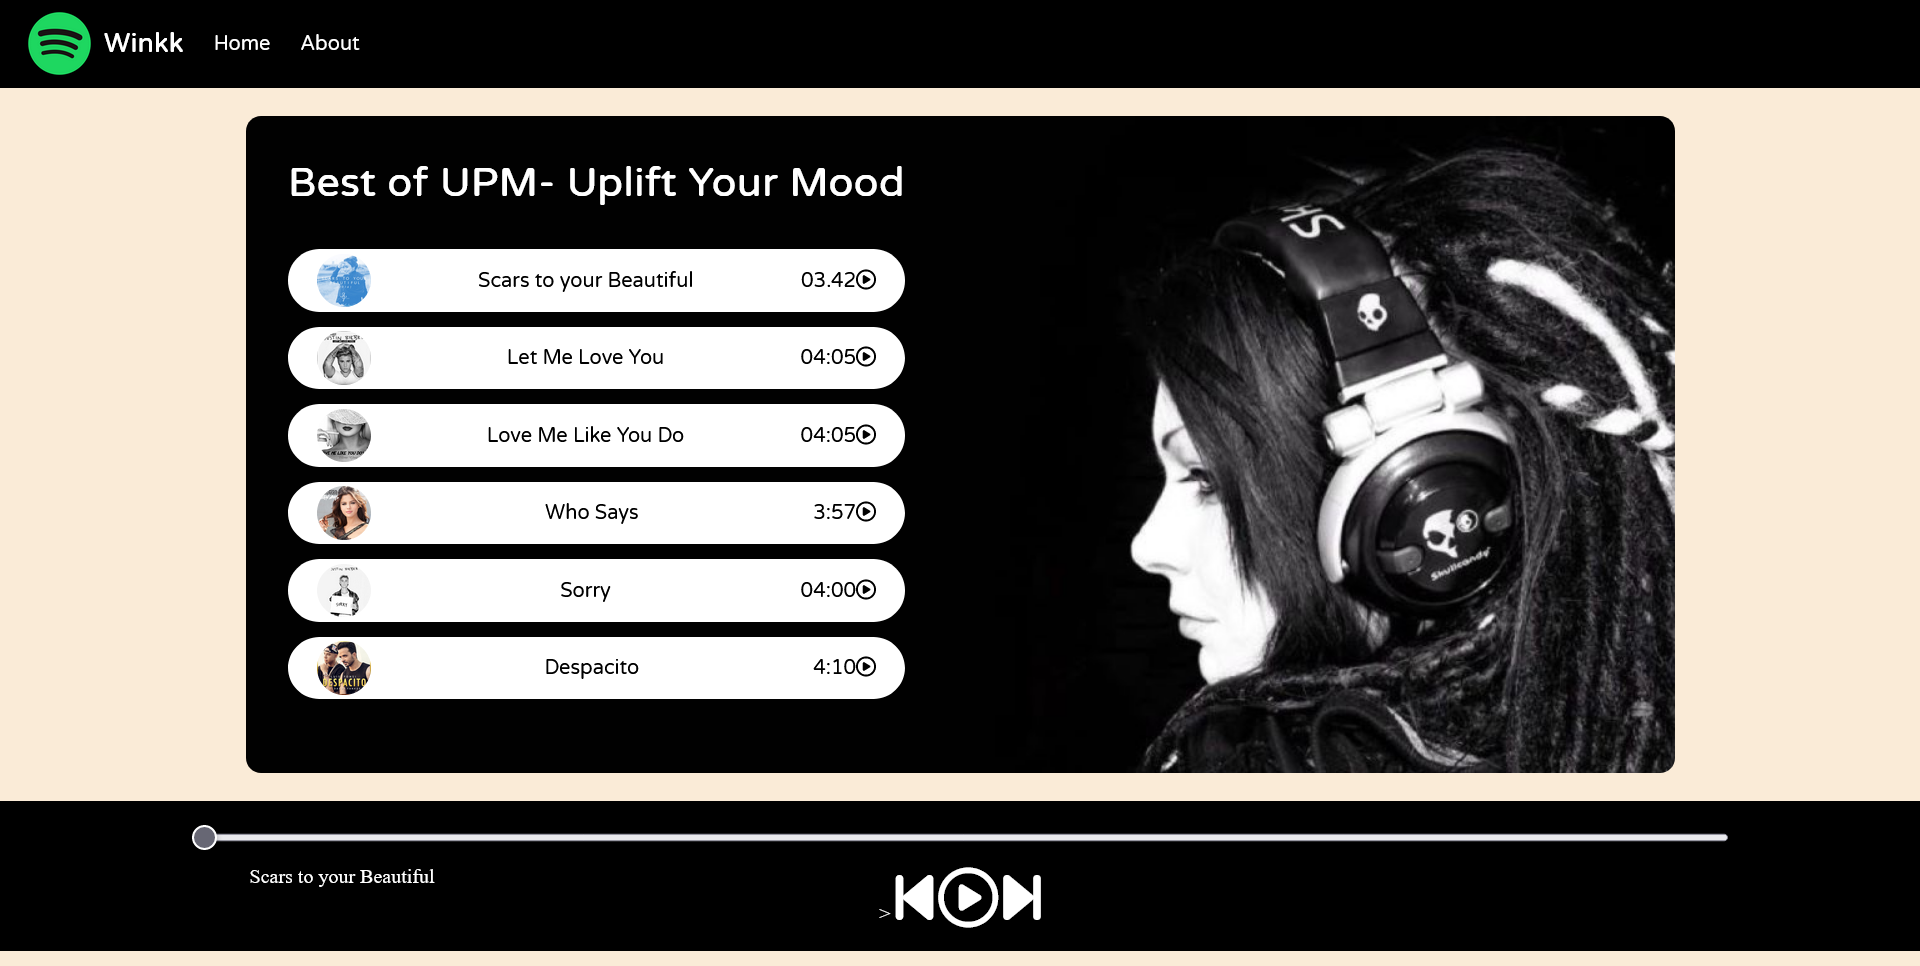 Winkk Home About
Best of UPM- Uplift Your Mood
Scars to your Beautiful 03.42
Let Me Love You 04:05
Love Me Like You Do 04:05
Who Says 3:57
Sorry 04:00
Despacito 4:10
DESPACITO
SH
Skullcandy
Scars to your Beautiful
>